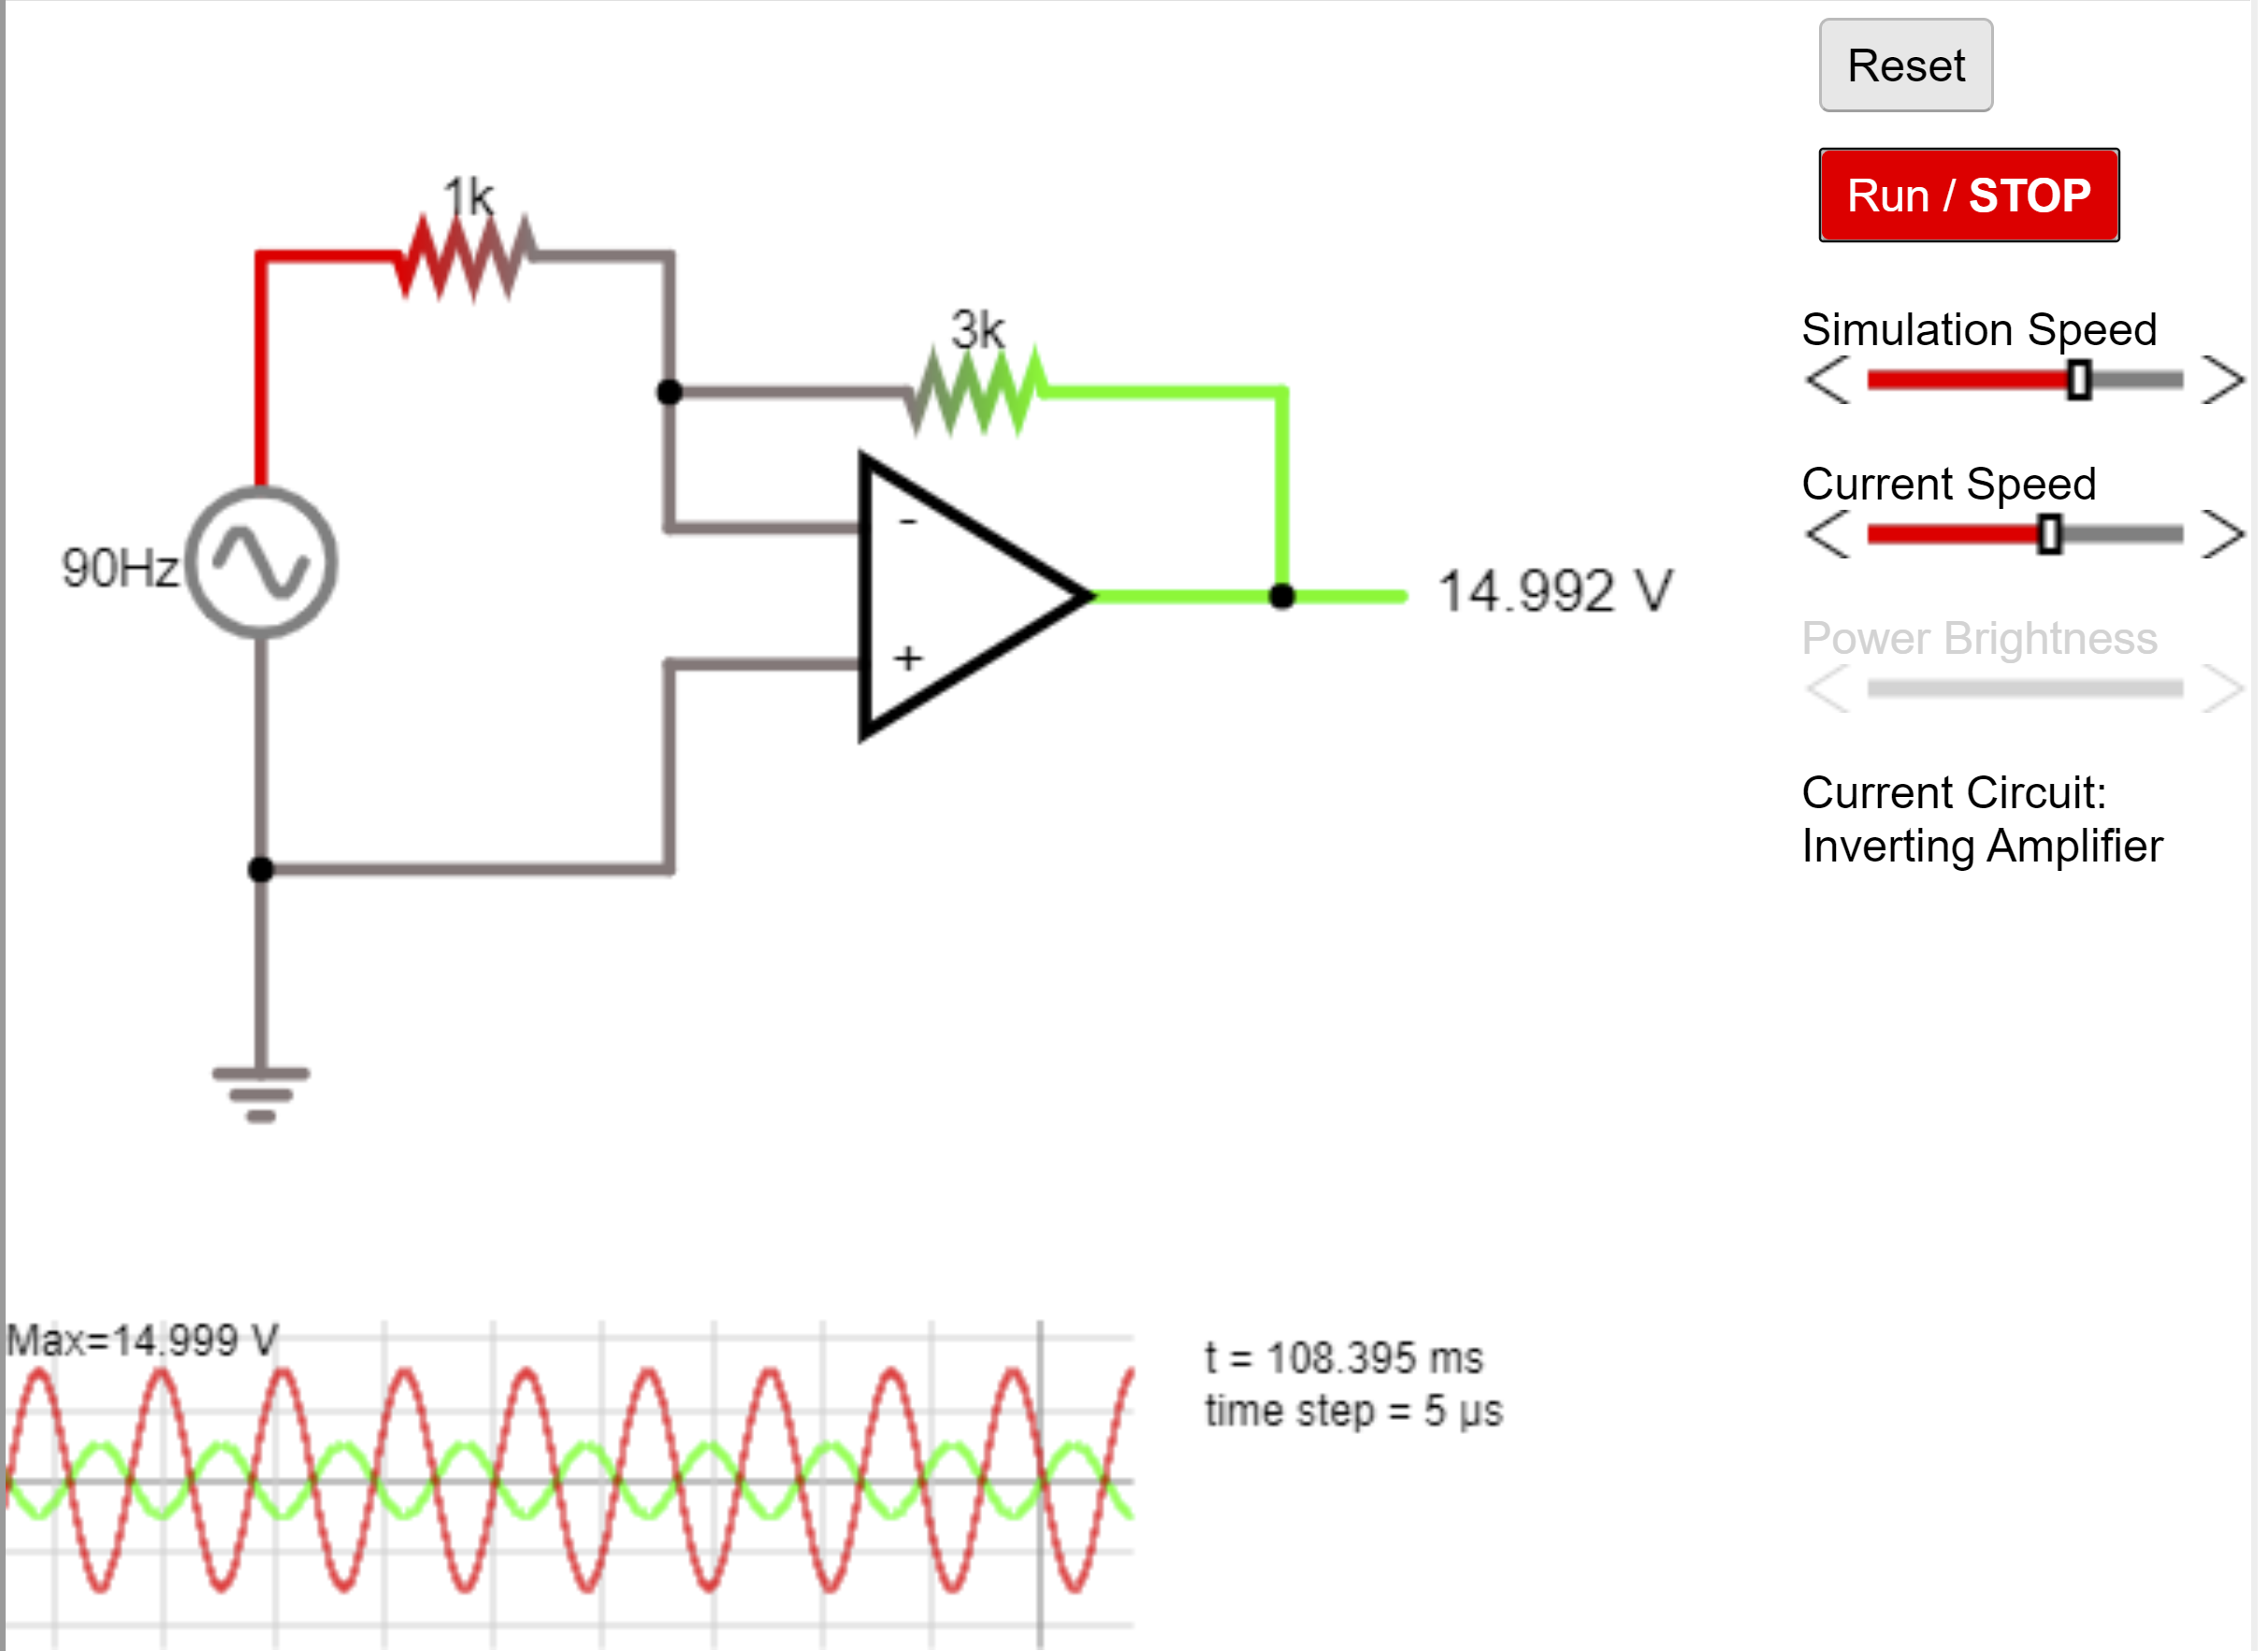 Reset
Run / STOP
Simulation Speed
Current Speed
Power Brightness
Current Circuit:
Inverting Amplifier
1k
3k
90Hz
-
+
14.992 V
Max=14.999 V
t = 108.395 ms
time step = 5 µs